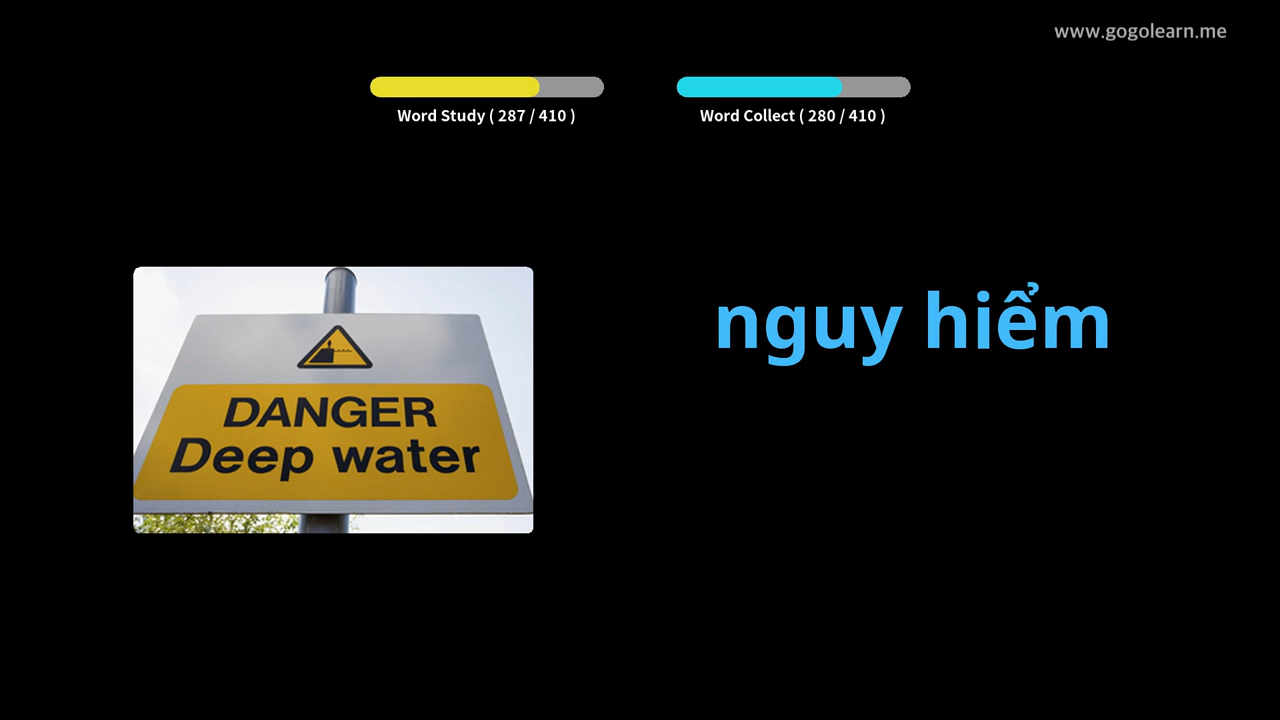 www.gogolearn.me
Word Study ( 287 / 410 )
Word Collect ( 280 / 410 )
DANGER
Deep water
nguy hiểm